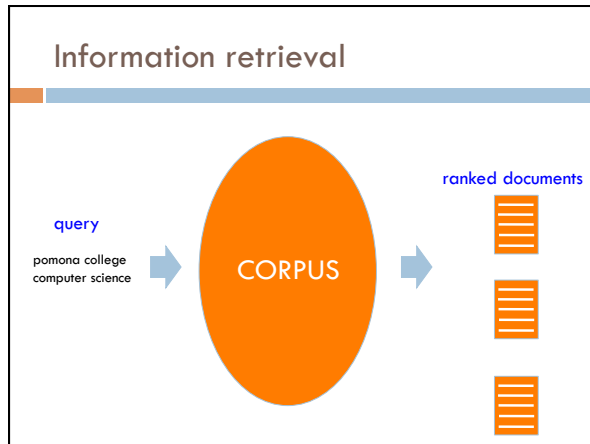 Information retrieval
query
pomona college
computer science
CORPUS
ranked documents